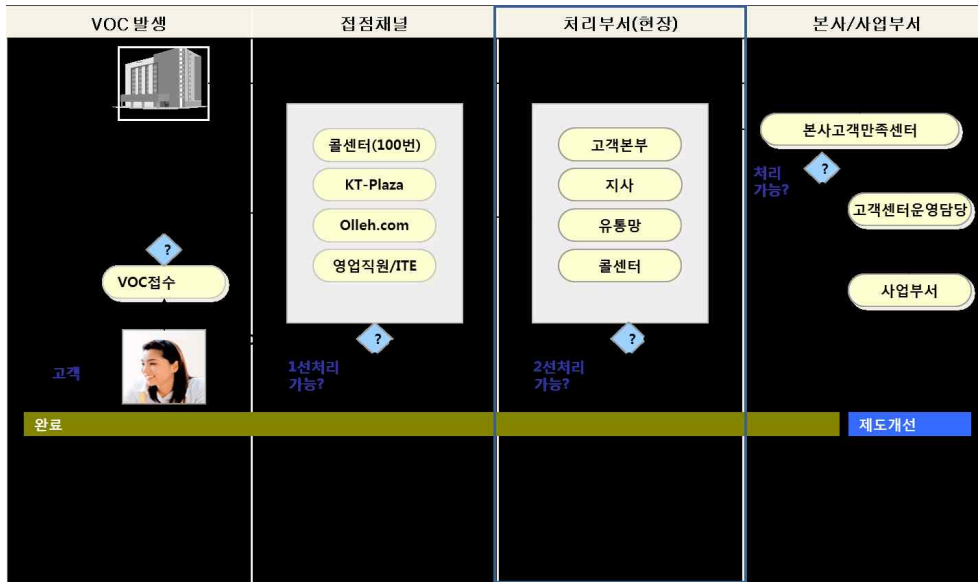 VOC 발생
접점채널
처리부서(현장)
본사/사업부서
콜센터(100번)
KT-Plaza
Olleh.com
영업직원/ITE
고객본부
지사
유통망
콜센터
본사고객만족센터
?
처리
가능?
고객센터운영담당
사업부서
?
VOC접수
고객
?
1선처리
가능?
?
2선처리
가능?
완료
제도개선